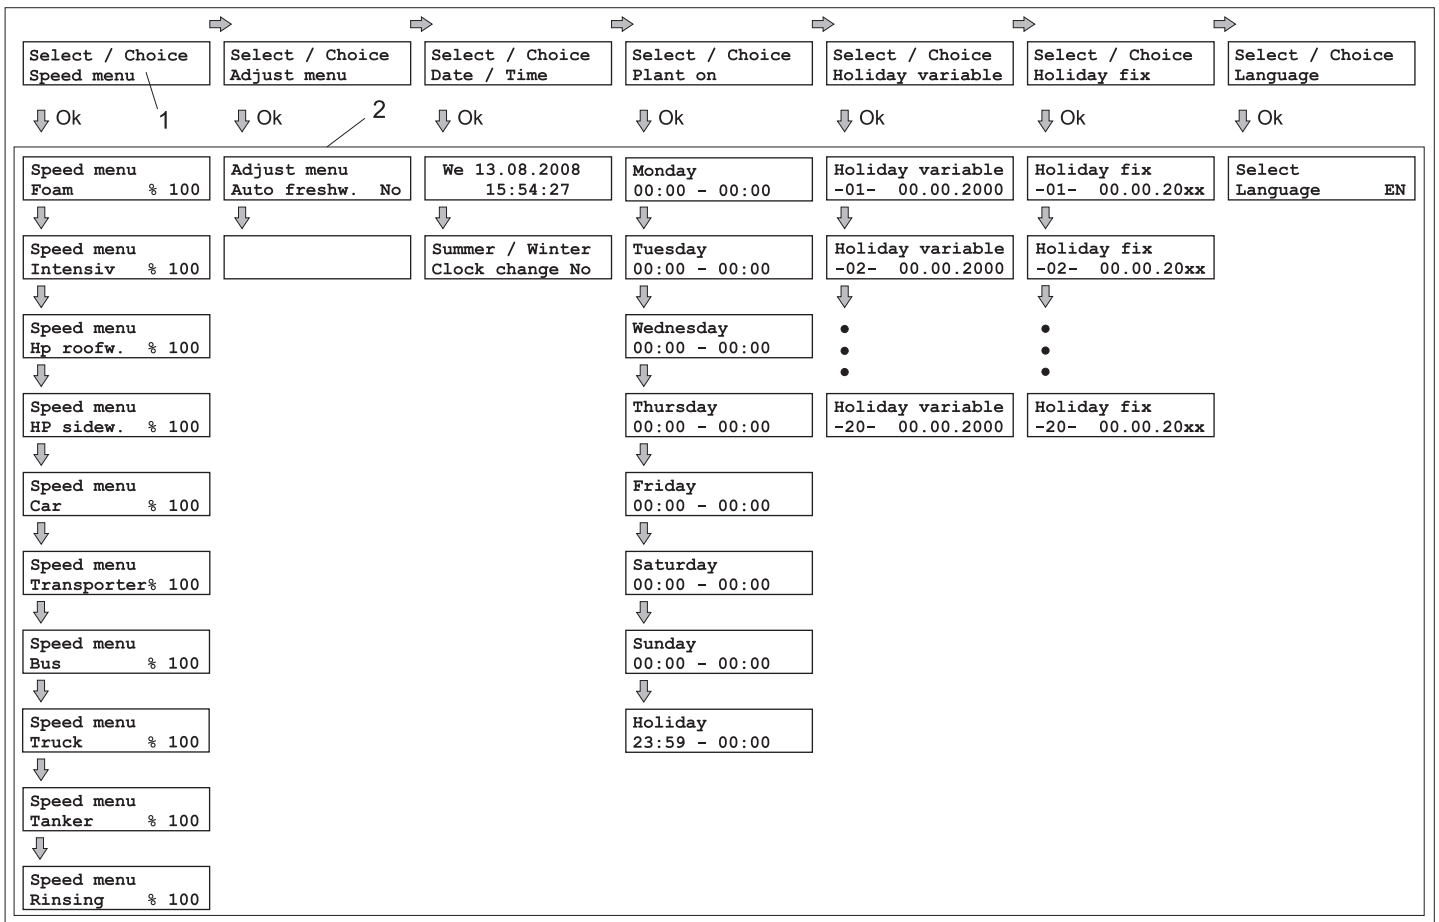 Select / Choice
Speed menu
Select / Choice
Adjust menu
Select / Choice
Date / Time
Select / Choice
Plant on
Select / Choice
Holiday variable
Select / Choice
Holiday fix
Select / Choice
Language
Ok
1
Ok
2
Ok
Ok
Ok
Ok
Ok
Speed menu
Foam % 100
Speed menu
Intensiv % 100
Speed menu
Hp roofw. % 100
Speed menu
HP sidew. % 100
Speed menu
Car % 100
Speed menu
Transporter% 100
Speed menu
Bus % 100
Speed menu
Truck % 100
Speed menu
Tanker % 100
Speed menu
Rinsing % 100
Adjust menu
Auto freshw. No
We 13.08.2008
15:54:27
Summer / Winter
Clock change No
Monday
00:00 - 00:00
Tuesday
00:00 - 00:00
Wednesday
00:00 - 00:00
Thursday
00:00 - 00:00
Friday
00:00 - 00:00
Saturday
00:00 - 00:00
Sunday
00:00 - 00:00
Holiday
23:59 - 00:00
Holiday variable
-01- 00.00.2000
Holiday variable
-02- 00.00.2000
Holiday variable
-20- 00.00.2000
Holiday fix
-01- 00.00.20xx
Holiday fix
-02- 00.00.20xx
Holiday fix
-20- 00.00.20xx
Select
Language EN